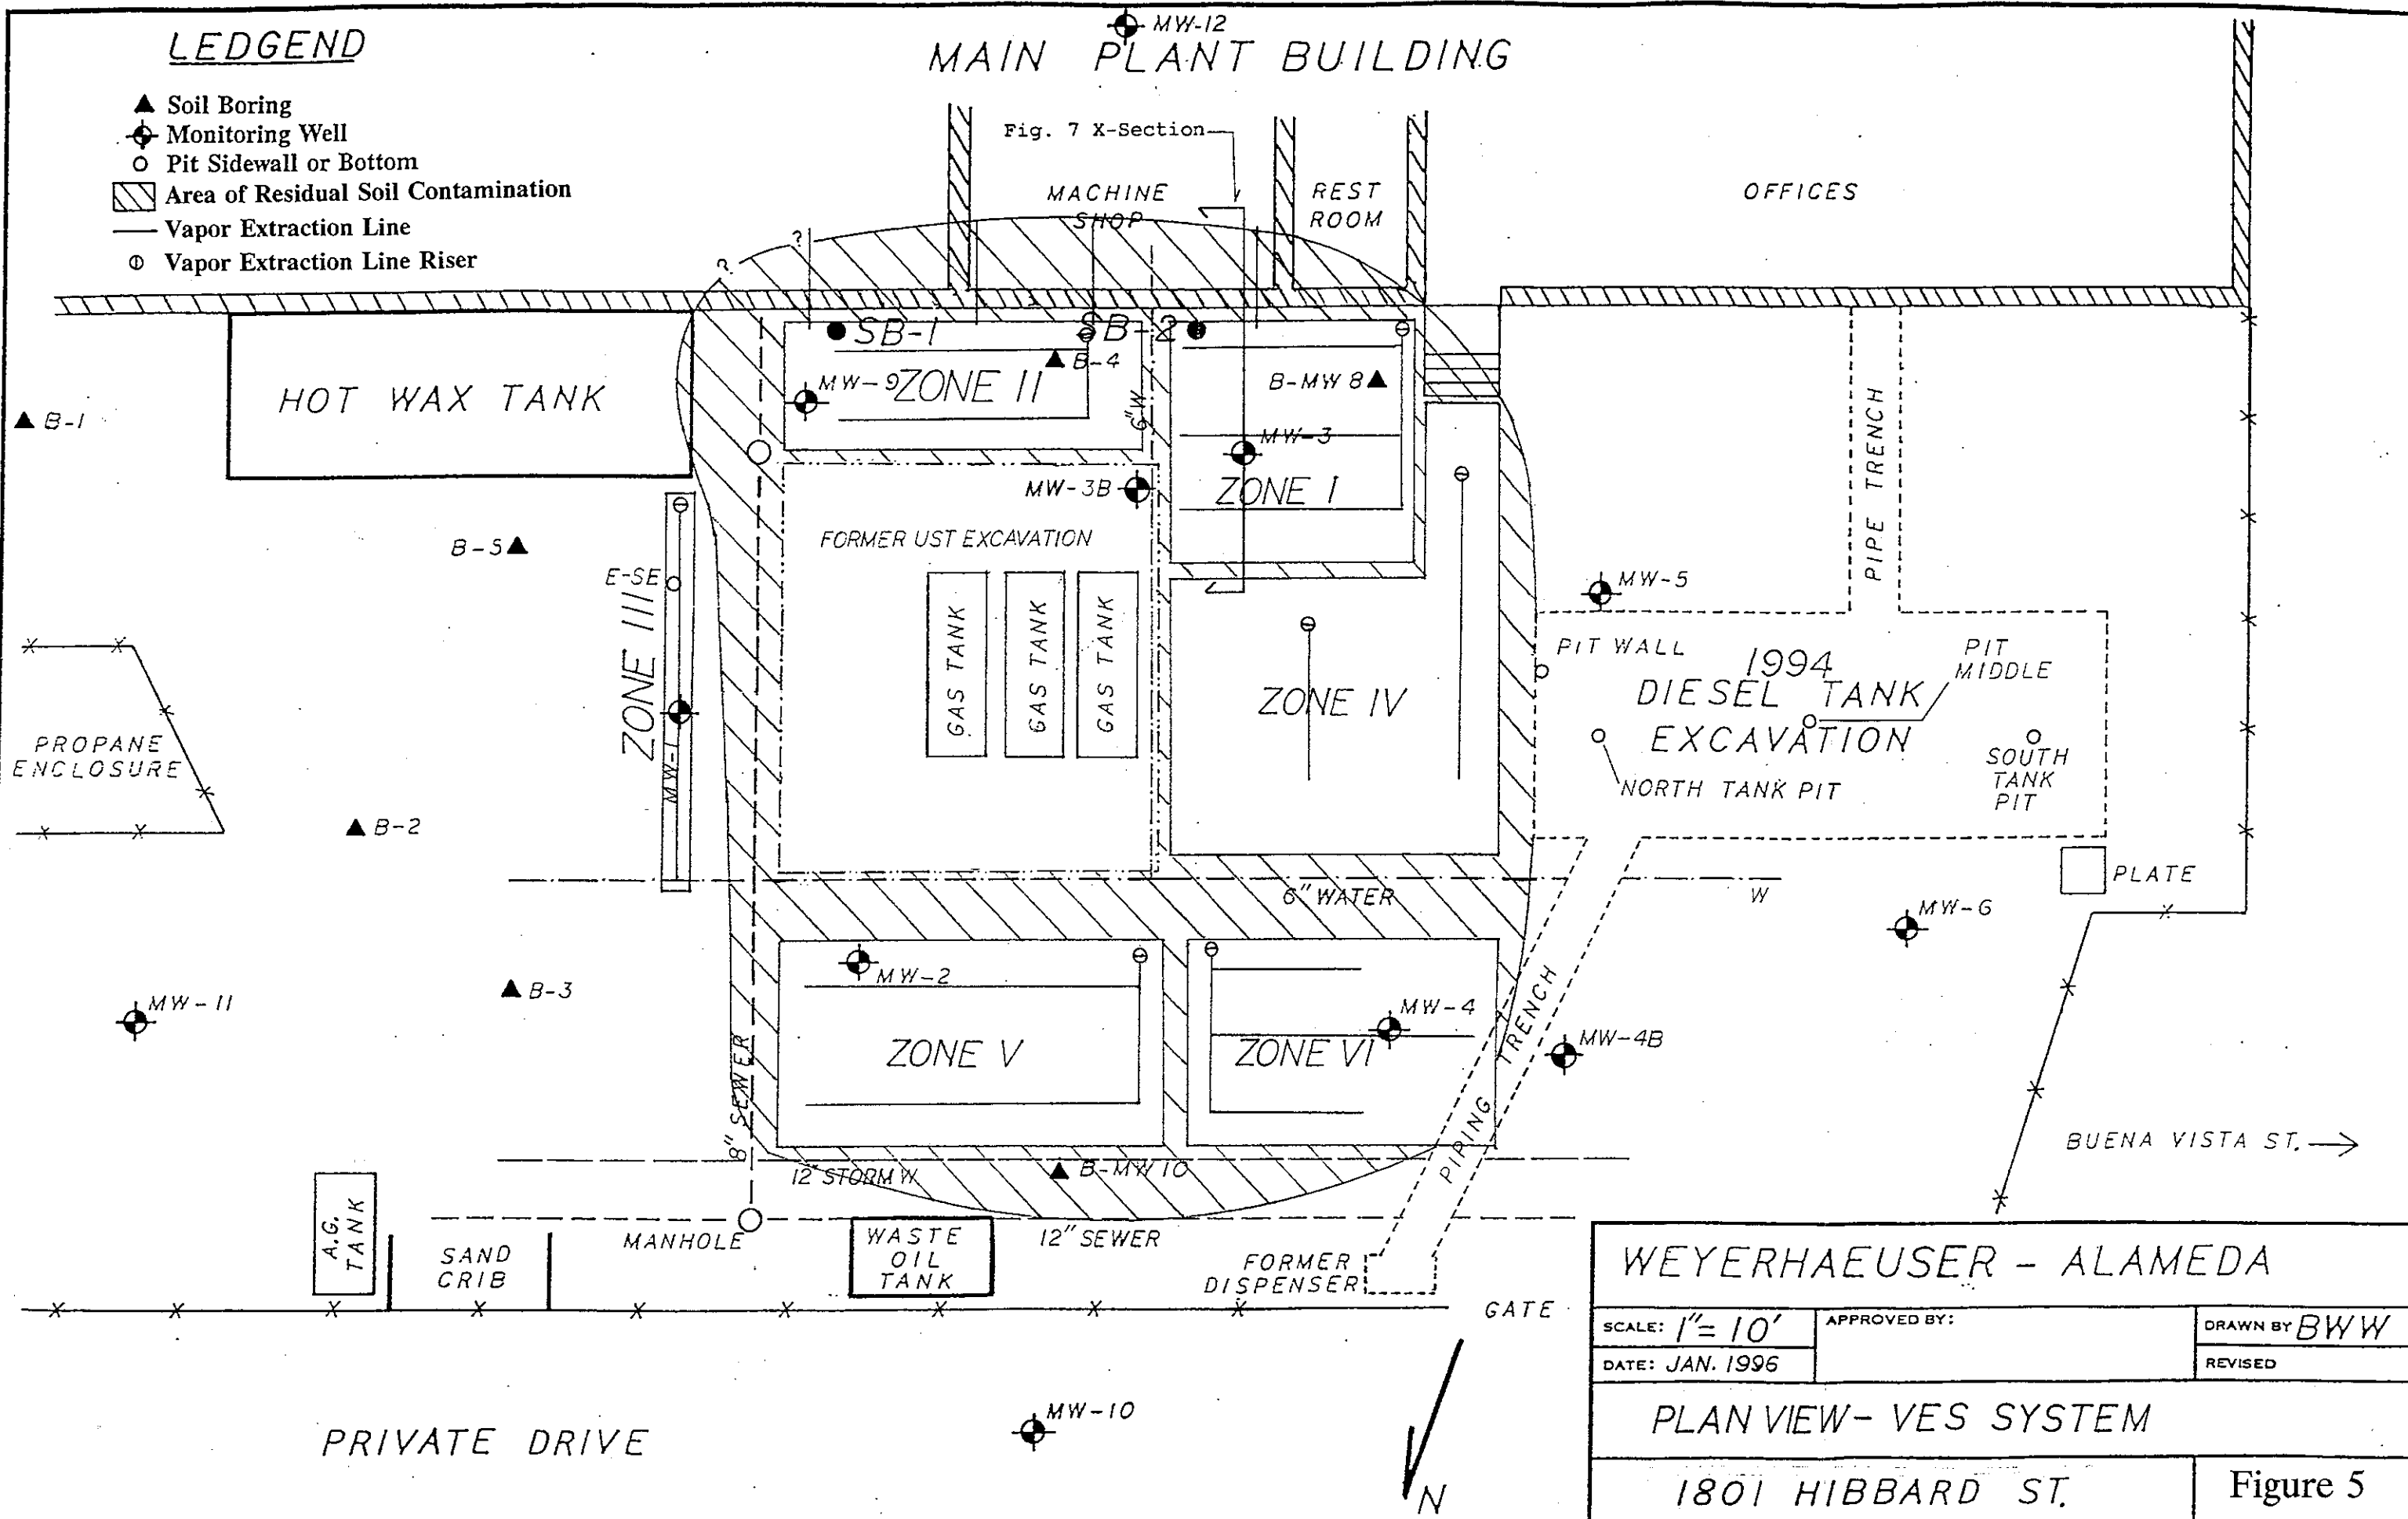 MW-12
MAIN PLANT BUILDING
LEDGEND
Soil Boring
Monitoring Well
Pit Sidewall or Bottom
Area of Residual Soil Contamination
Vapor Extraction Line
Vapor Extraction Line Riser
Fig. 7 X-Section
MACHINE
SHOP
REST
ROOM
OFFICES
?
?
SB-1
SB-2
B-4
MW-9
ZONE II
6"W
B-MW 8
HOT WAX TANK
B-1
MW-3
MW-3B
ZONE I
PIPE TRENCH
FORMER UST EXCAVATION
B-5
E-SE
ZONE III
MW-1
GAS TANK
GAS TANK
GAS TANK
MW-5
PIT WALL
1994
DIESEL TANK
EXCAVATION
PIT
MIDDLE
ZONE IV
NORTH TANK PIT
SOUTH
TANK
PIT
PROPANE
ENCLOSURE
B-2
PLATE
6" WATER
W
MW-6
MW-2
B-3
MW-11
MW-4
MW-4B
ZONE V
ZONE VI
8" SEWER
PIPING TRENCH
BUENA VISTA ST.
12" STORM W
B-MW 10
A.G.
TANK
SAND
CRIB
MANHOLE
WASTE
OIL
TANK
12" SEWER
FORMER
DISPENSER
GATE
MW-10
PRIVATE DRIVE
N
WEYERHAEUSER - ALAMEDA
SCALE: 1"= 10'
APPROVED BY:
DRAWN BY BWW
DATE: JAN. 1996
REVISED
PLAN VIEW- VES SYSTEM
1801 HIBBARD ST.
Figure 5